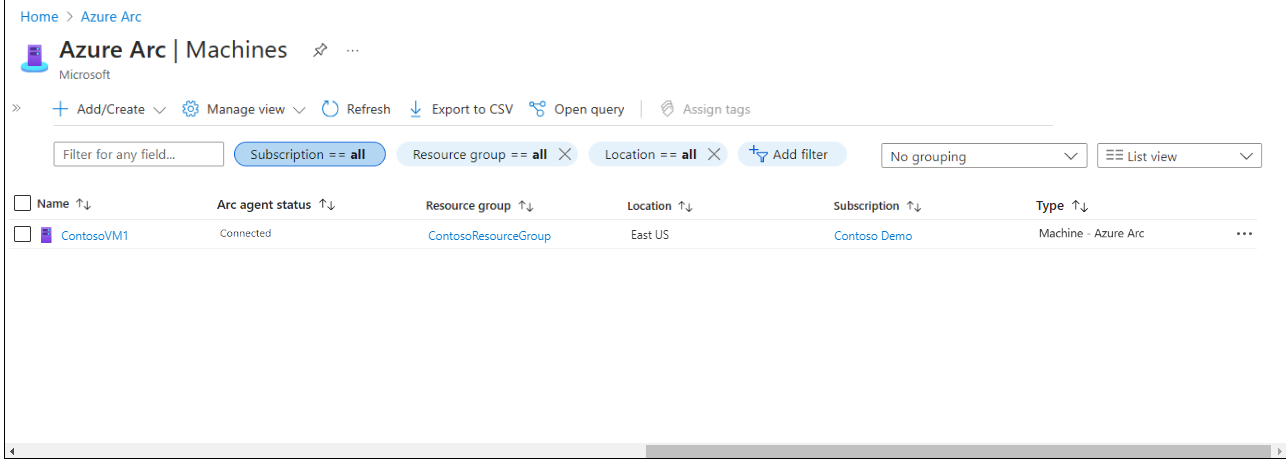 Home > Azure Arc
Azure Arc | Machines ...
Microsoft
» Add/Create Manage view Refresh Export to CSV Open query Assign tags
Filter for any field... Subscription == all Resource group == all Location == all Add filter No grouping List view
Name Arc agent status Resource group Location Subscription Type
ContosoVM1 Connected ContosoResourceGroup East US Contoso Demo Machine - Azure Arc ...